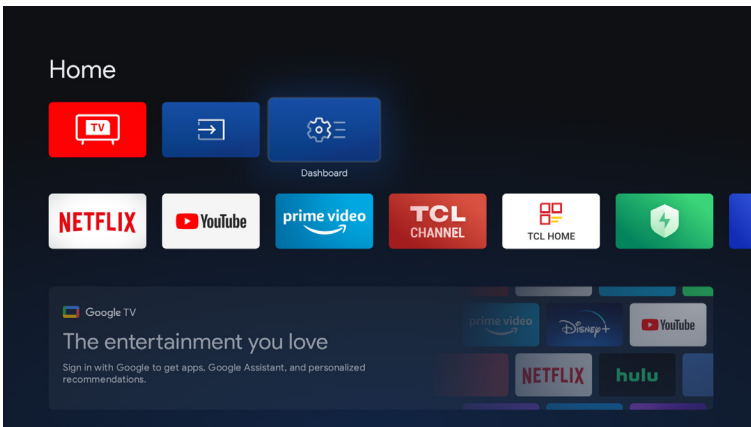 Home
TV
Dashboard
NETFLIX
YouTube
prime video
TCL
CHANNEL
TCL HOME
Google TV
The entertainment you love
Sign in with Google to get apps, Google Assistant, and personalized
recommendations.
prime video
Disney+
YouTube
NETFLIX
hulu